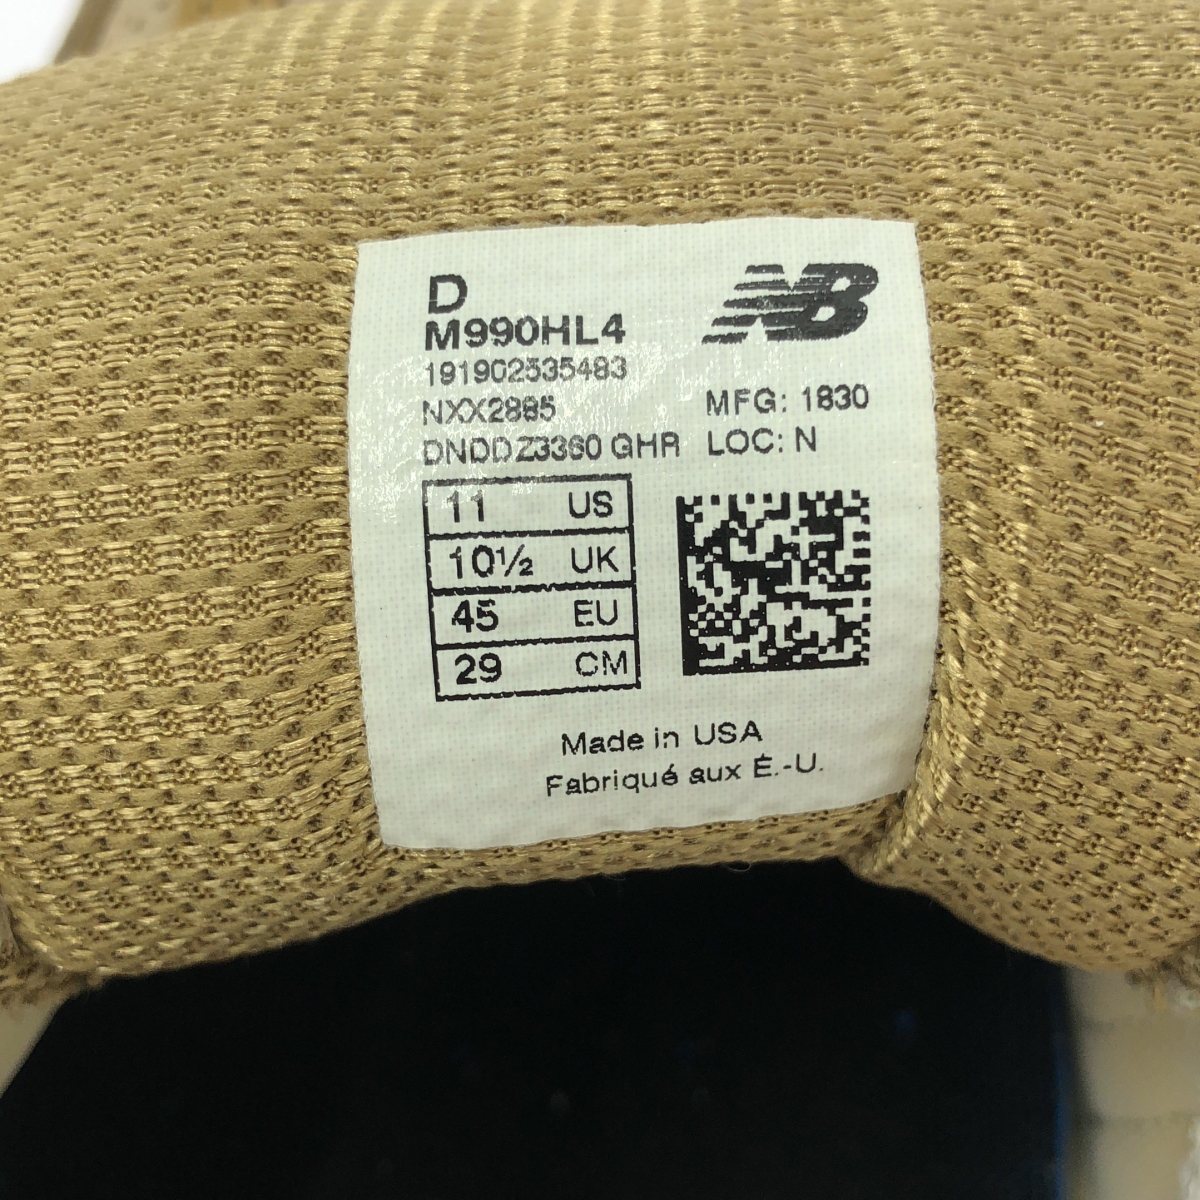 D
NB
M990HL4
191902535483
NXX2885
MFG: 1830
DNDDZ3360 GHR
LOC: N
11 US
10½ UK
45 EU
29 CM
Made in USA
Fabriqué aux É.-U.